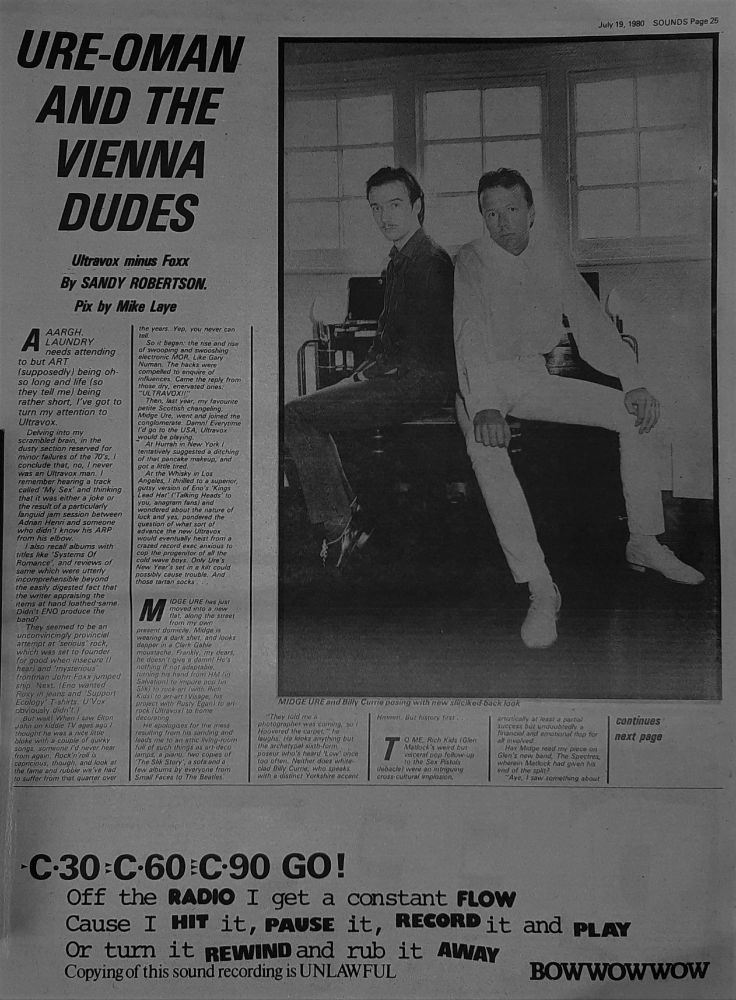 July 19, 1980 SOUNDS Page 25
URE-OMAN
AND THE
VIENNA
DUDES
Ultravox minus Foxx
By SANDY ROBERTSON.
Pix by Mike Laye
AAARGH.
LAUNDRY
needs attending
to but ART
(supposedly) being oh-
so long and life (so
they tell me) being
rather short, I've got to
turn my attention to
Ultravox.
Delving into my
scrambled brain, in the
dusty section reserved for
minor failures of the 70's, I
conclude that, no, I never
was an Ultravox man. I
remember hearing a track
called 'My Sex' and thinking
that it was either a joke or
the result of a particularly
languid jam session between
Adrian Henri and someone
who didn't know his ARP
from his elbow.
I also recall albums with
titles like 'Systems Of
Romance', and reviews of
same which were utterly
incomprehensible beyond
the easily digested fact that
the writer appraising the
items at hand loathed same.
Didn't ENO produce the
band?
They seemed to be an
unconvincingly provincial
attempt at 'serious' rock,
which was set to founder
for good when insecure (I
hear) and 'mysterious'
frontman John Foxx jumped
ship. Next. (Eno wanted
Roxy in jeans and 'Support
Ecology' T-shirts. U'Vox
obviously didn't.)
But wait! When I saw Elton
John on kiddie TV ages ago I
thought he was a nice little
bloke with a couple of quirky
songs, someone I'd never hear
from again. Rock'n'roll is
capricious, though, and look at
the fame and rubble we've had
to suffer from that quarter over
the years. Yep, you never can
tell.
So it began: the rise and rise
of swooping and swooshing
electronic MOR. Like Gary
Numan. The hacks were
compelled to enquire of
influences. Came the reply from
those dry, enervated ones:
"ULTRAVOX!!"
Then, last year, my favourite
petite Scottish changeling,
Midge Ure, went and joined the
conglomerate. Damn! Everytime
I'd go to the USA, Ultravox
would be playing.
At Hurrah in New York I
tentatively suggested a ditching
of that pancake makeup, and
got a little tired.
At the Whisky in Los
Angeles, I thrilled to a superior,
gutsy version of Eno's 'Kings
Lead Hat' ('Talking Heads' to
you, anagram fans) and
wondered about the nature of
luck and yes, pondered the
question of what sort of
advance the new Ultravox
would eventually heist from a
crazed record exec anxious to
cop the progenitor of all the
cold wave boys. Only Ure's
New Year's set in a kilt could
possibly cause trouble. And
those tartan socks . . .
MIDGE URE has just
moved into a new
flat, along the street
from my own
present domicile. Midge is
wearing a dark shirt, and looks
dapper in a Clark Gable
moustache. Frankly, my dears,
he doesn't give a damn! He's
nothing if not adaptable,
turning his hand from HM (in
Salvation) to impure pop (in
Slik) to rock-art (with Rich
Kids) to art-art (Visage, his
project with Rusty Egan) to art-
rock (Ultravox) to home
decorating.
He apologizes for the mess
resulting from his sanding and
leads me to an attic living-room
full of such things as art-deco
lamps, a piano, two copies of
'The Slik Story', a sofa and a
few albums by everyone from
Small Faces to The Beatles.
MIDGE URE and Billy Currie posing with new slicked-back look
"They told me a
photographer was coming, so I
Hoovered the carpet," he
laughs. He looks anything but
the archetypal sixth-form
poseur who's heard 'Low' once
too often. Neither does white-
clad Billy Currie, who speaks
with a distinct Yorkshire accent.
Hmmm. But history first . .
TO ME, Rich Kids (Glen
Matlock's weird but
visceral pop follow-up
to the Sex Pistols
debacle) were an intriguing
cross-cultural implosion,
artistically at least a partial
success but undoubtedly a
financial and emotional flop for
all involved.
Has Midge read my piece on
Glen's new band, The Spectres,
wherein Matlock had given his
end of the split?
"Aye, I saw something about
continues
next page
C·30 C·60 C·90 GO!
Off the RADIO I get a constant FLOW
Cause I HIT it, PAUSE it, RECORD it and PLAY
Or turn it REWIND and rub it AWAY
Copying of this sound recording is UNLAWFUL
BOWWOWWOW